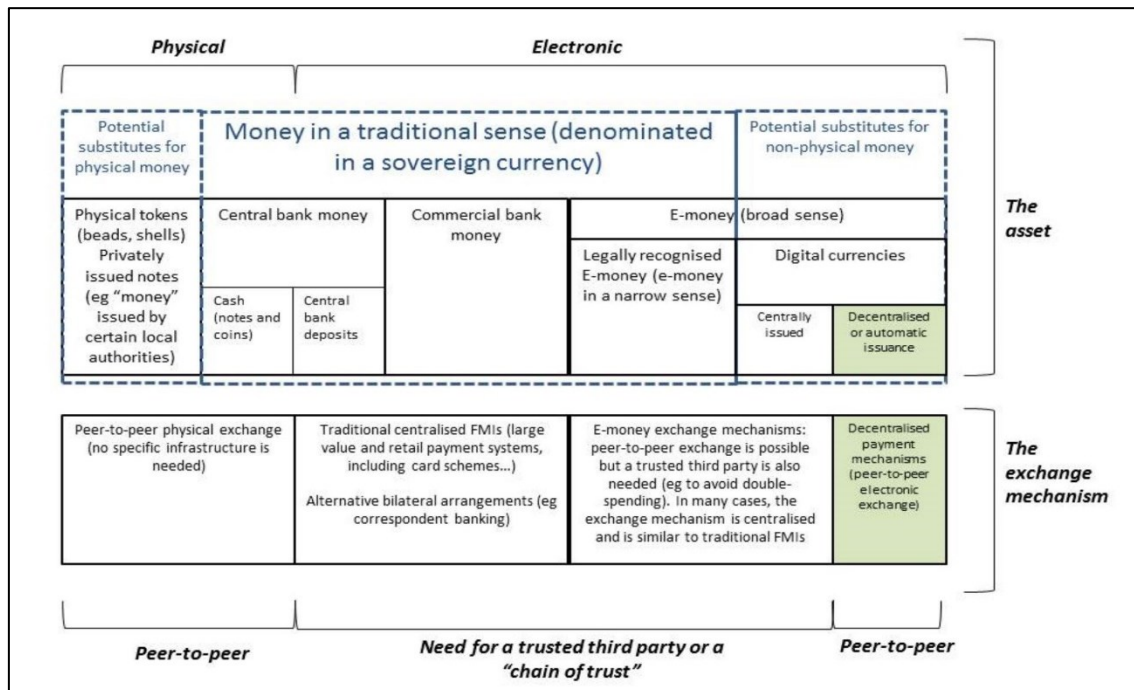 Physical
Electronic
Potential
substitutes for
physical money
Money in a traditional sense (denominated
in a sovereign currency)
Potential substitutes for
non-physical money
Physical tokens
(beads, shells)
Privately
issued notes
(eg “money”
issued by
certain local
authorities)
Central bank money
Cash
(notes and
coins)
Central
bank
deposits
Commercial bank
money
E-money (broad sense)
Legally recognised
E-money (e-money
in a narrow sense)
Digital currencies
Centrally
issued
Decentralised
or automatic
issuance
The
asset
Peer-to-peer physical exchange
(no specific infrastructure is
needed)
Traditional centralised FMIs (large
value and retail payment systems,
including card schemes…)
Alternative bilateral arrangements (eg
correspondent banking)
E-money exchange mechanisms:
peer-to-peer exchange is possible
but a trusted third party is also
needed (eg to avoid double-
spending). In many cases, the
exchange mechanism is centralised
and is similar to traditional FMIs
Decentralised
payment
mechanisms
(peer-to-peer
electronic
exchange)
The
exchange
mechanism
Peer-to-peer
Need for a trusted third party or a
“chain of trust”
Peer-to-peer